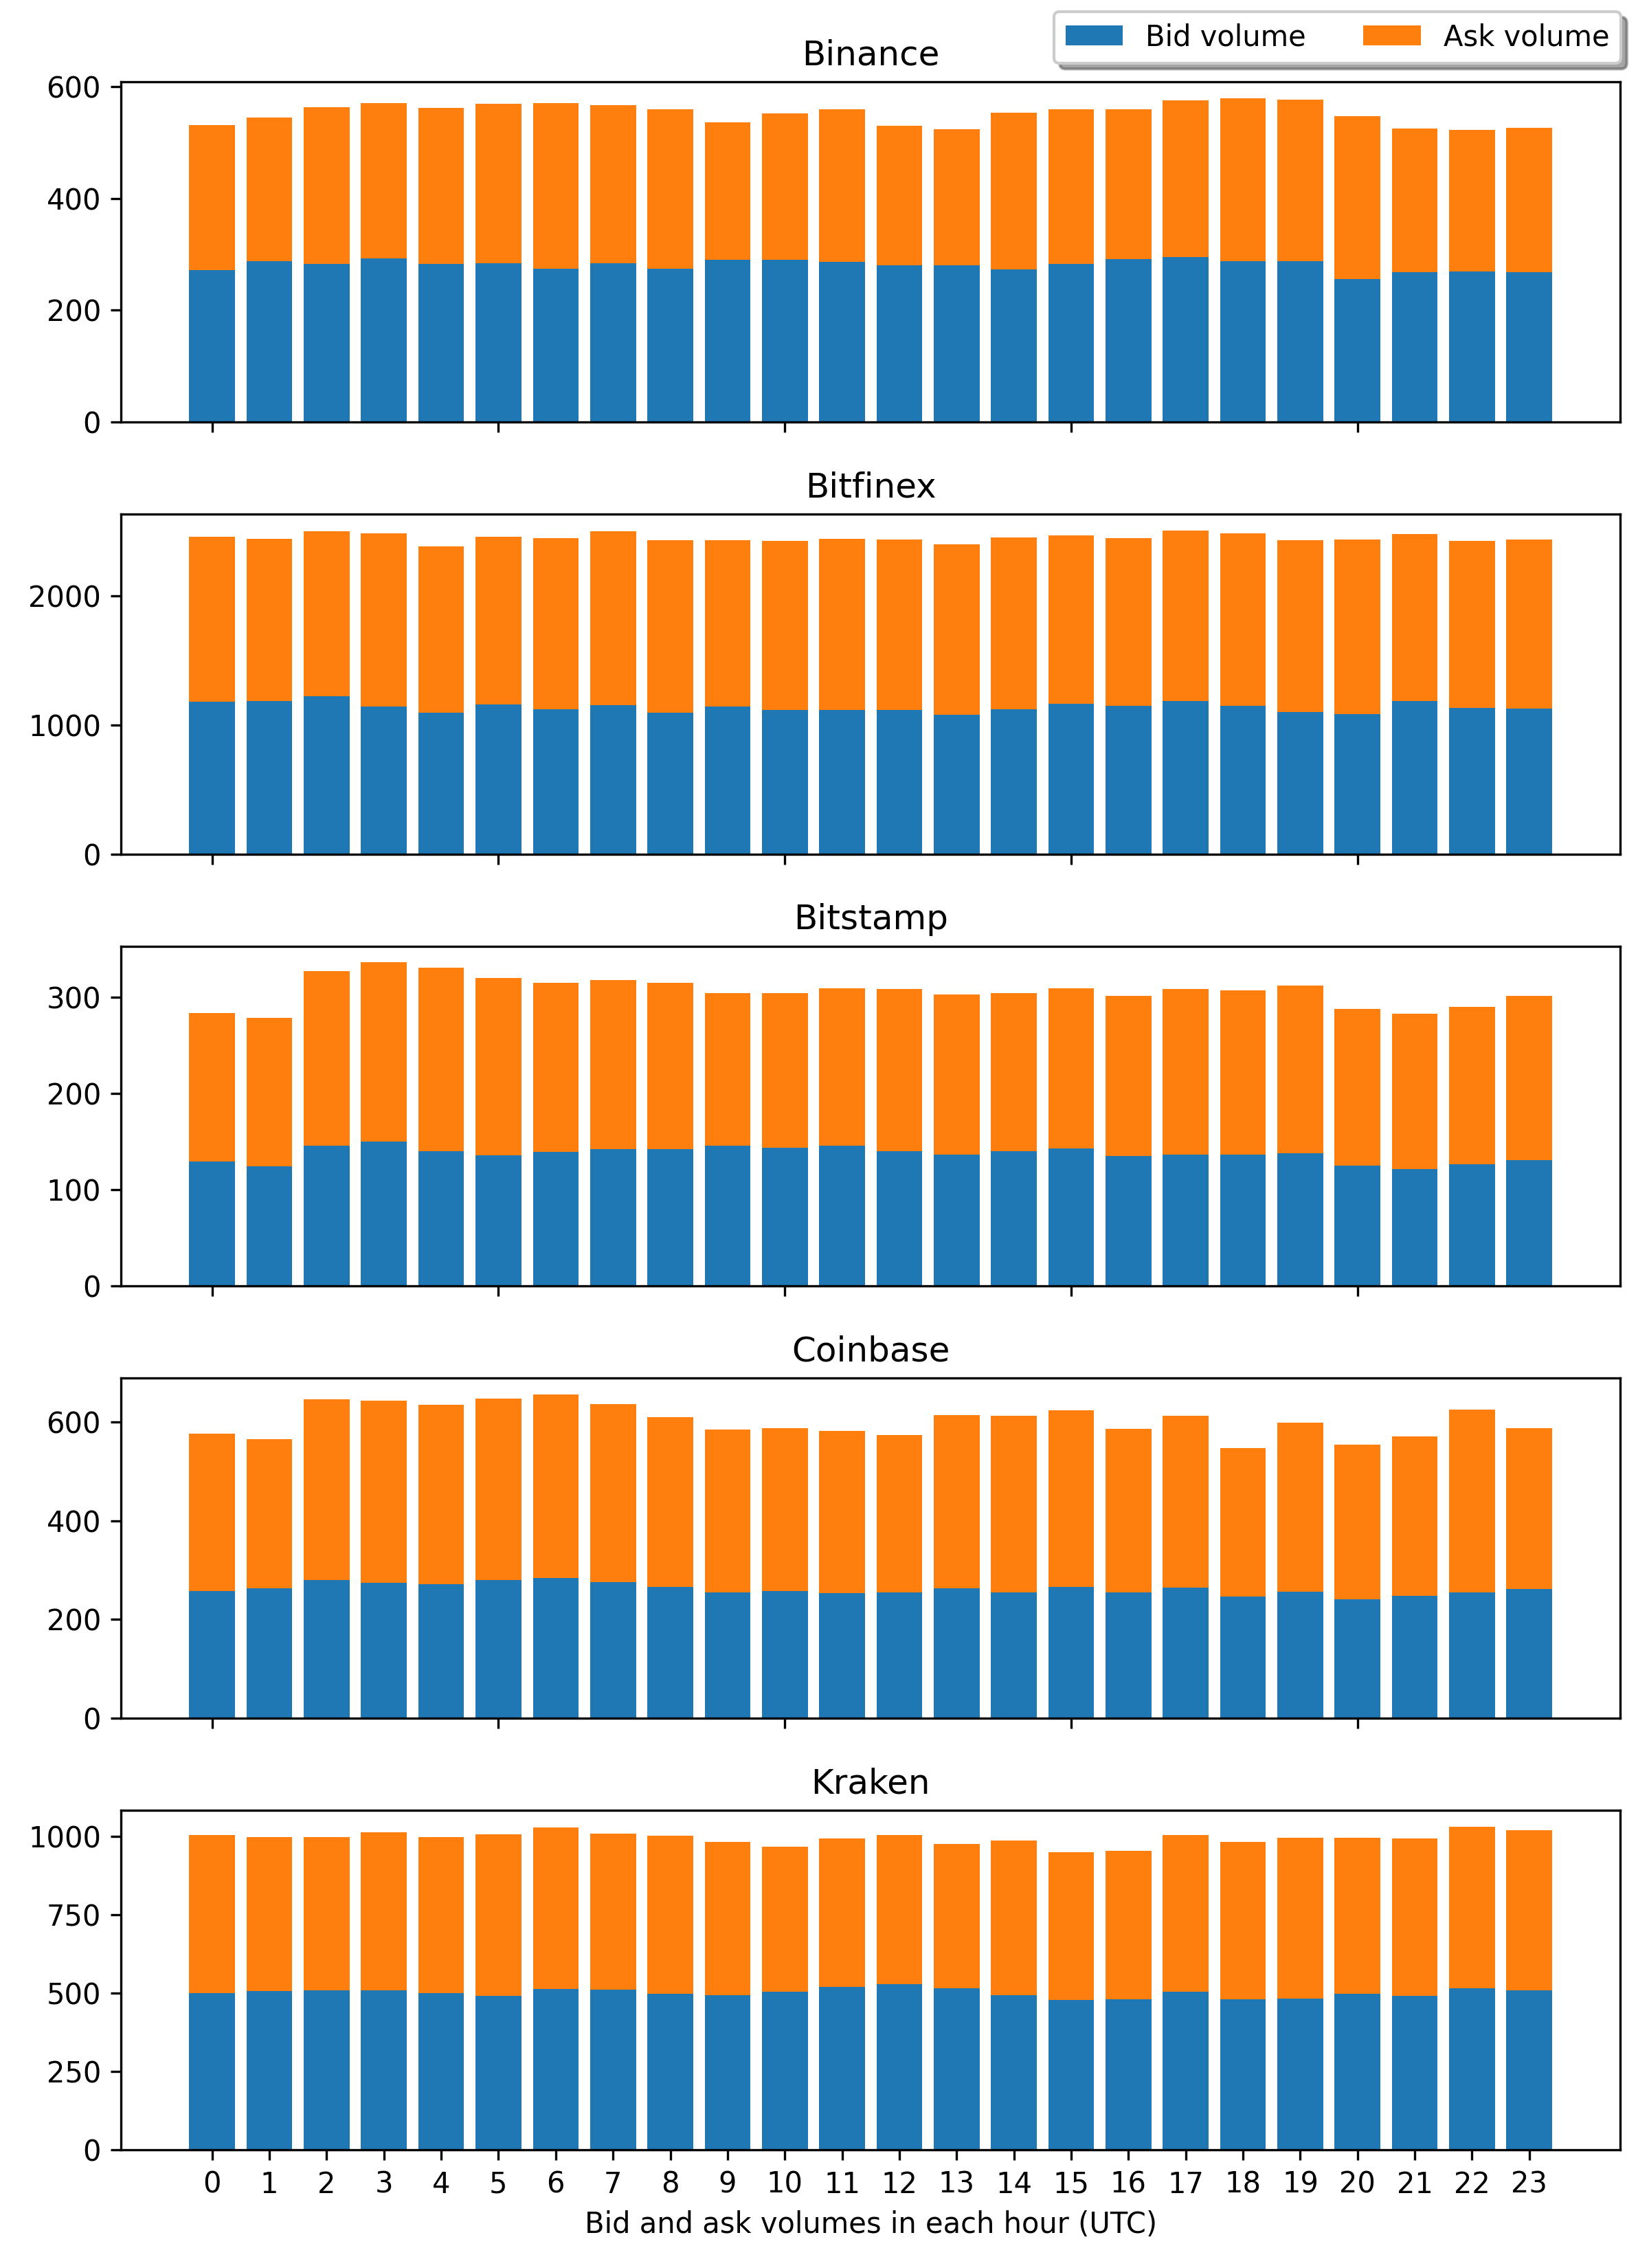 Bid volume Ask volume
Binance
600
400
200
0
Bitfinex
2000
1000
0
Bitstamp
300
200
100
0
Coinbase
600
400
200
0
Kraken
1000
750
500
250
0
0 1 2 3 4 5 6 7 8 9 10 11 12 13 14 15 16 17 18 19 20 21 22 23
Bid and ask volumes in each hour (UTC)